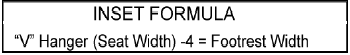 INSET FORMULA
“V” Hanger (Seat Width) -4 = Footrest Width